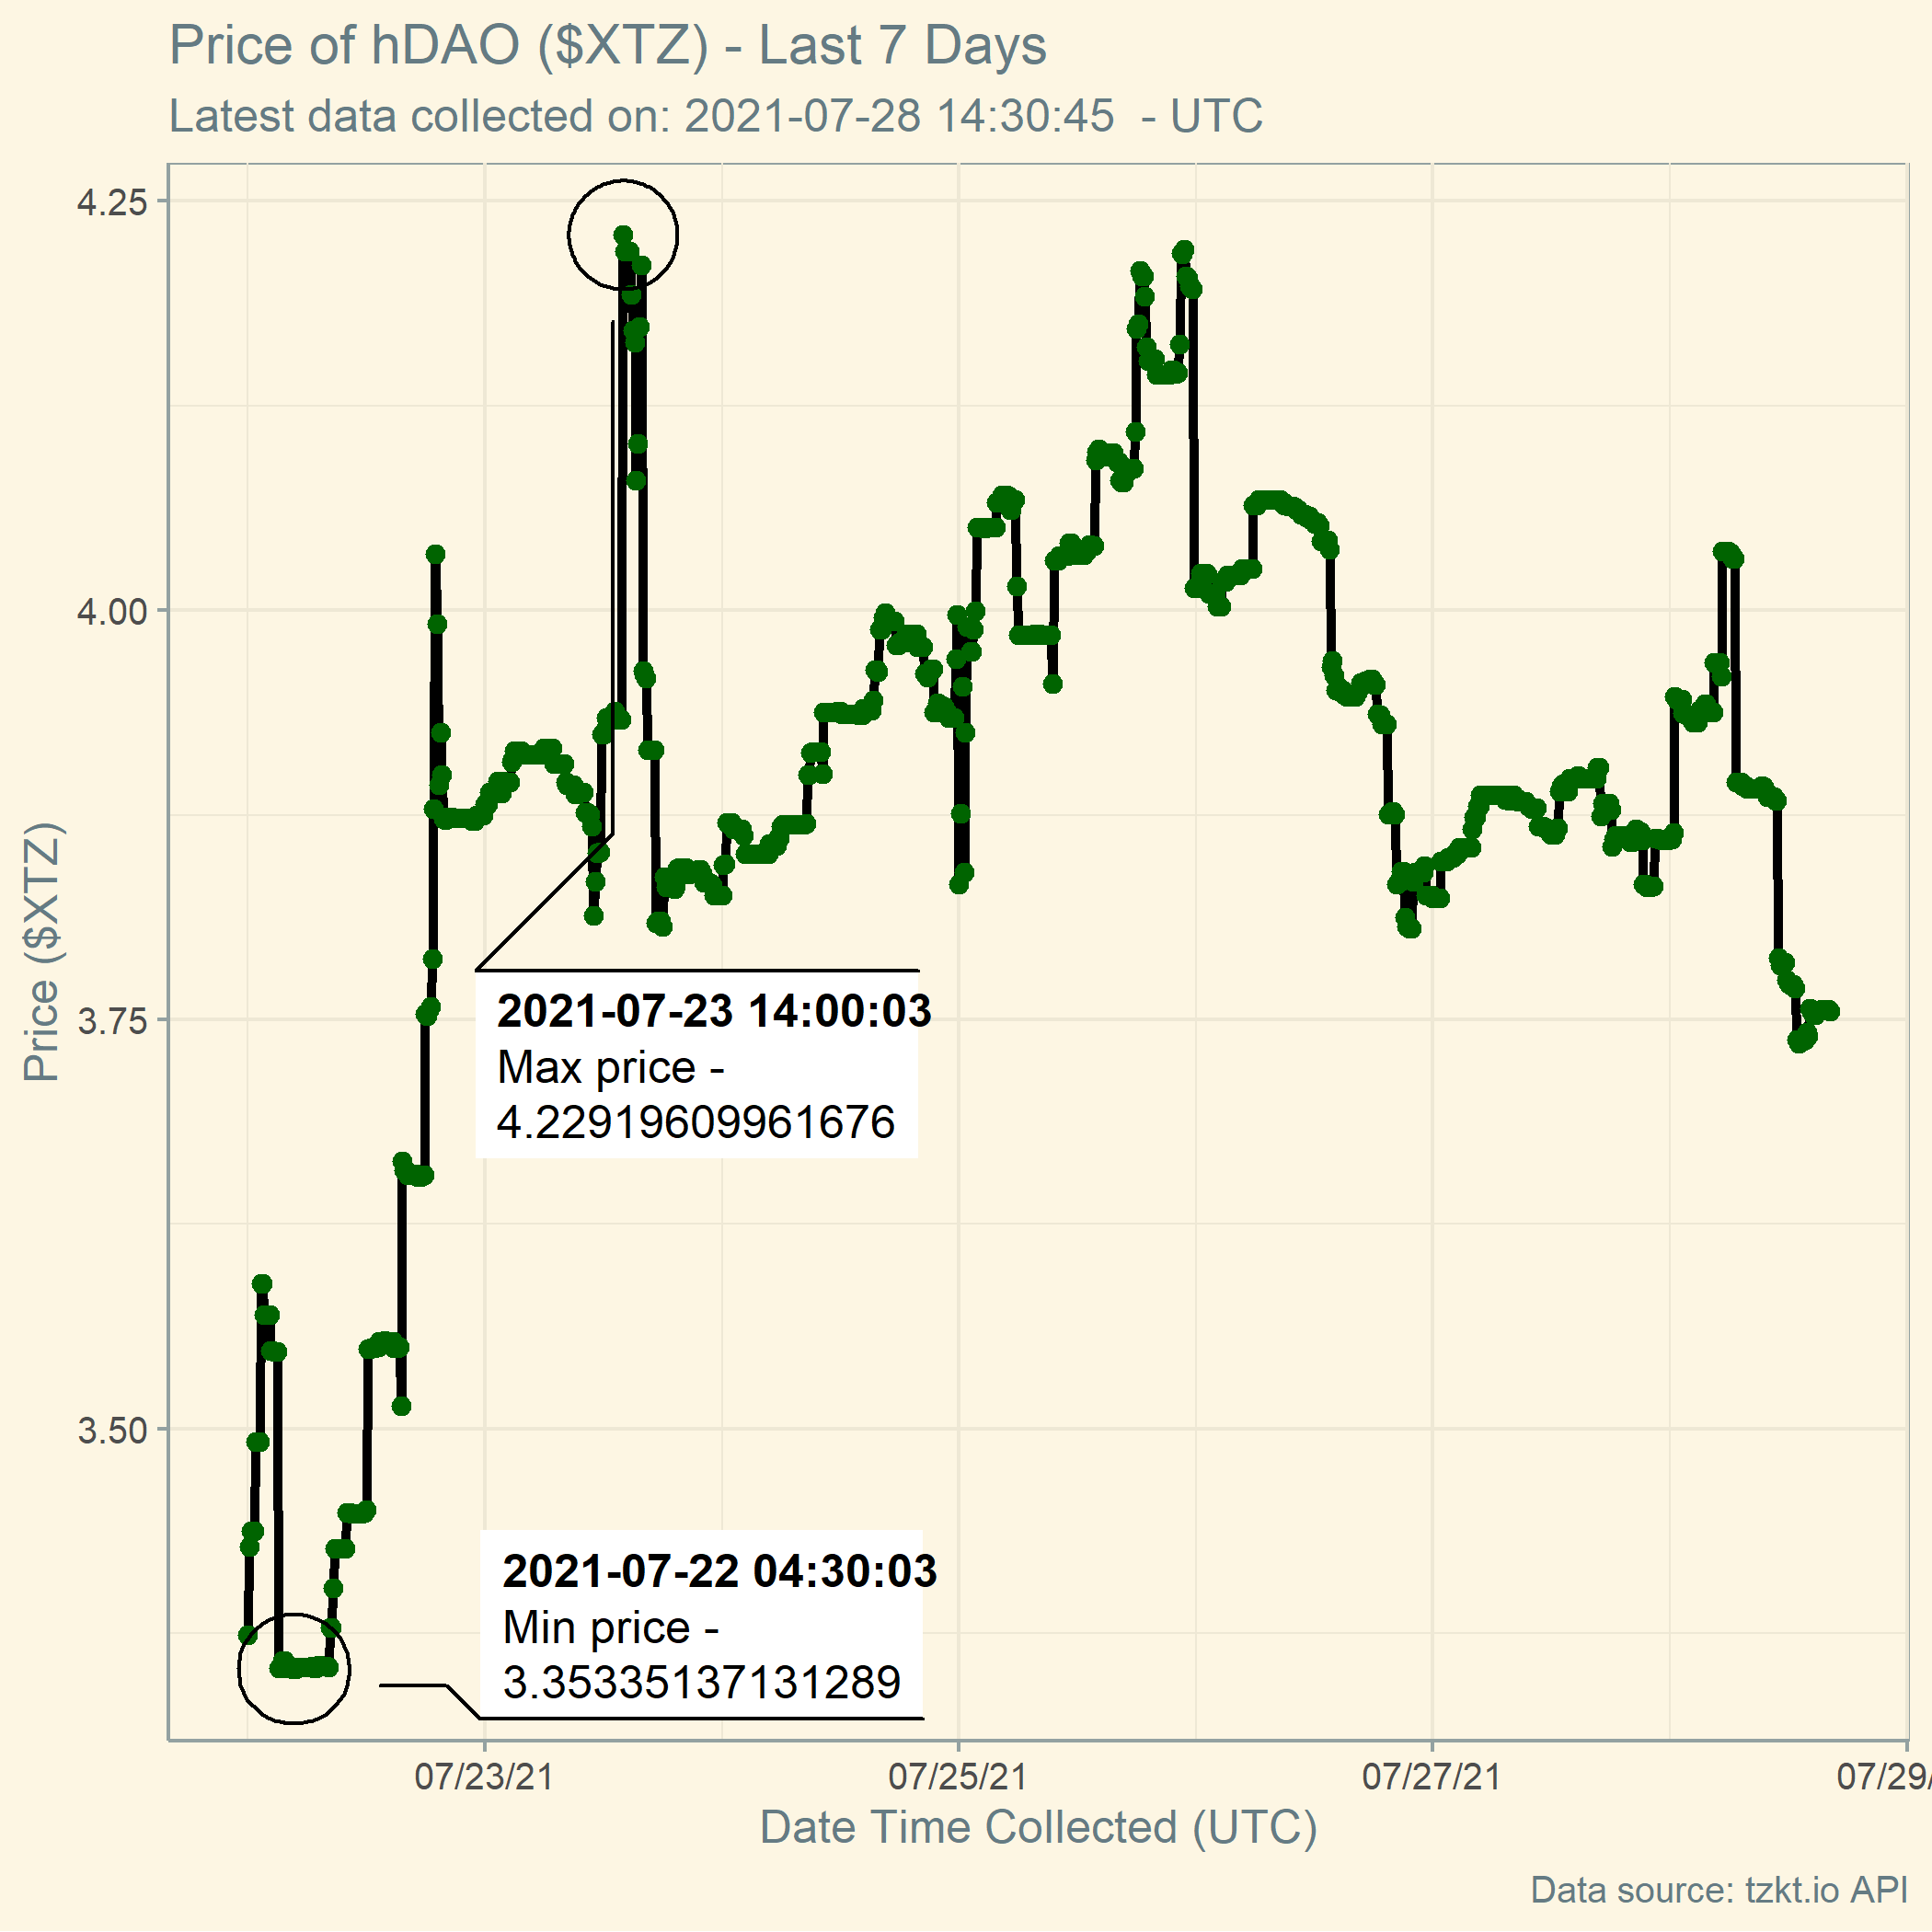 Price of hDAO ($XTZ) - Last 7 Days
Latest data collected on: 2021-07-28 14:30:45 - UTC
Price ($XTZ)
4.25
4.00
3.75
3.50
2021-07-23 14:00:03
Max price -
4.22919609961676
2021-07-22 04:30:03
Min price -
3.35335137131289
07/23/21
07/25/21
07/27/21
07/29/
Date Time Collected (UTC)
Data source: tzkt.io API